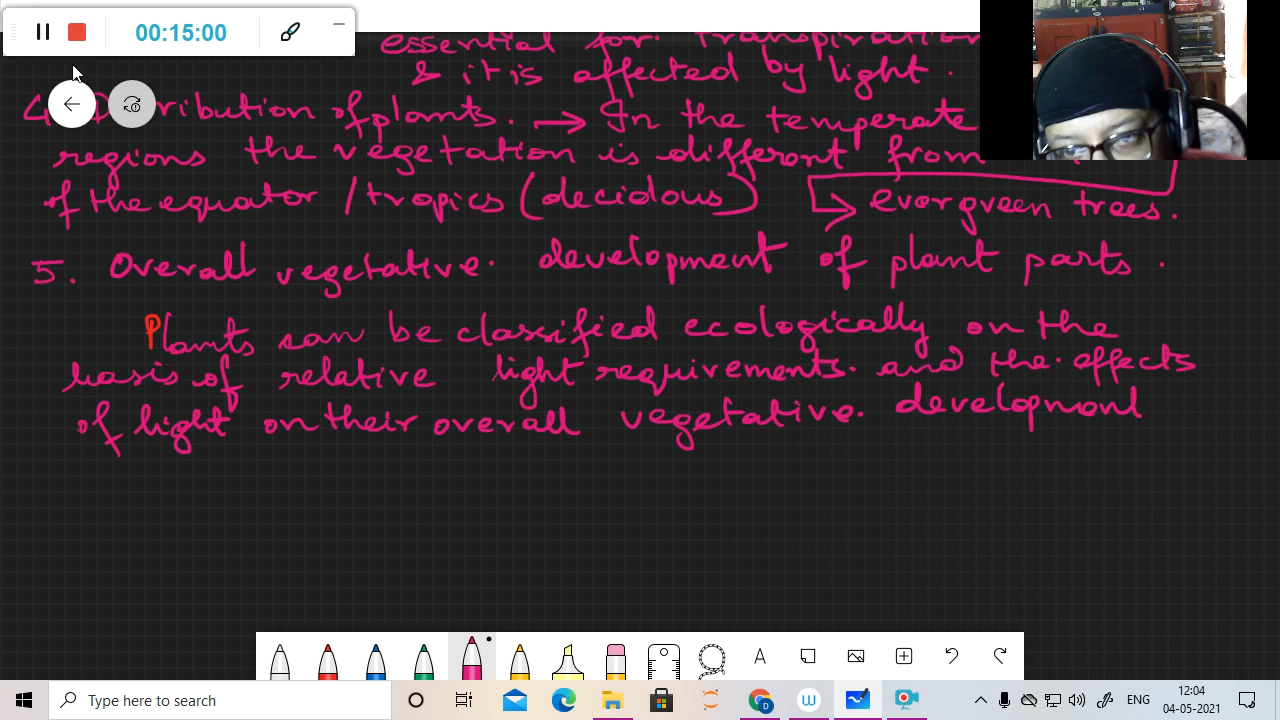 00:15:00
essential for transpiration
& it is affected by light.
4. ribution of plants. → In the temperate
regions the vegetation is different from
of the equator / tropics (decidous) → evergreen trees.
5. Overall vegetative. development of plant parts.
Plants can be classified ecologically on the
basis of relative light requirements. and the effects
of light on their overall vegetative. development
A
Type here to search
ENG
12:04
04-05-2021